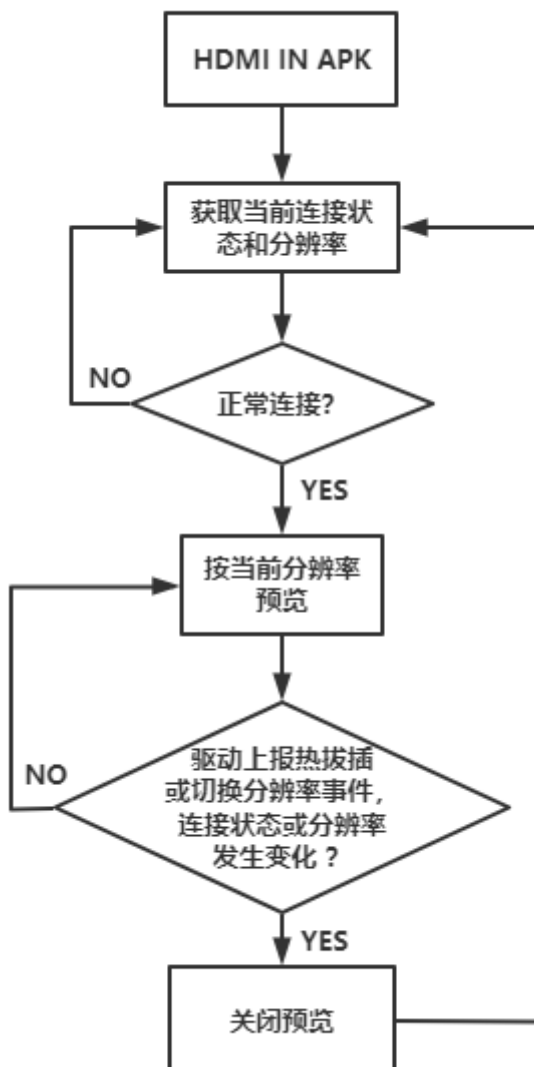 HDMI IN APK
获取当前连接状
态和分辨率
NO
正常连接?
YES
按当前分辨率
预览
NO
驱动上报热拔插
或切换分辨率事件,
连接状态或分辨率
发生变化 ?
YES
关闭预览